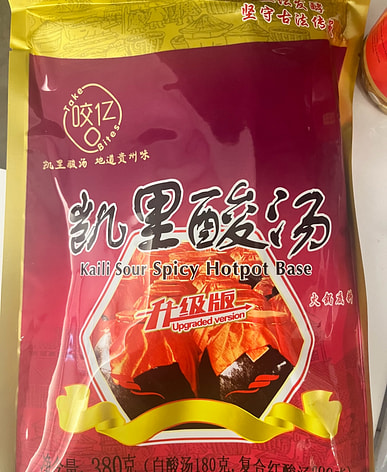 坚守古法传
Take
咬亿
口
Bites
凯里酸汤 地道贵州味
凯里酸汤
Kaili Sour Spicy Hotpot Base
火锅底料
升级版
Upgraded version
380克（白酸汤180克,复合红酸汤